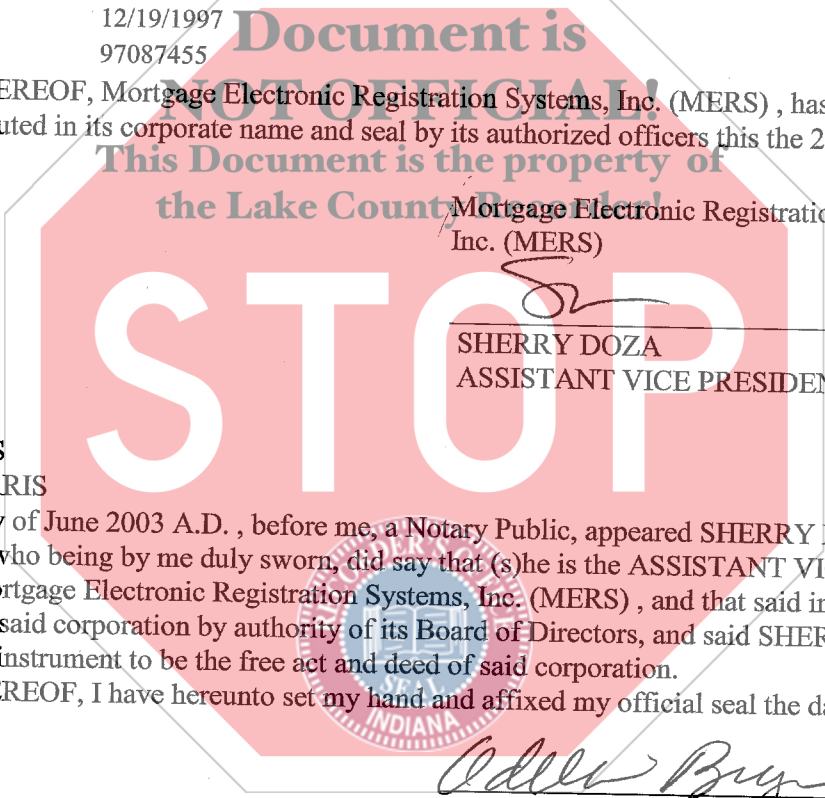 12/19/1997
Document is
97087455
NOT OFFICIAL!
EREOF, Mortgage Electronic Registration Systems, Inc. (MERS) , has
uted in its corporate name and seal by its authorized officers this the 2
This Document is the property of
the Lake County Recorder!
Mortgage Electronic Registratio
Inc. (MERS)
STOP
SHERRY DOZA
ASSISTANT VICE PRESIDEN
S
RIS
y of June 2003 A.D. , before me, a Notary Public, appeared SHERRY
who being by me duly sworn, did say that (s)he is the ASSISTANT VI
ortgage Electronic Registration Systems, Inc. (MERS) , and that said in
said corporation by authority of its Board of Directors, and said SHER
instrument to be the free act and deed of said corporation.
SEAL
EREOF, I have hereunto set my hand and affixed my official seal the da
INDIANA